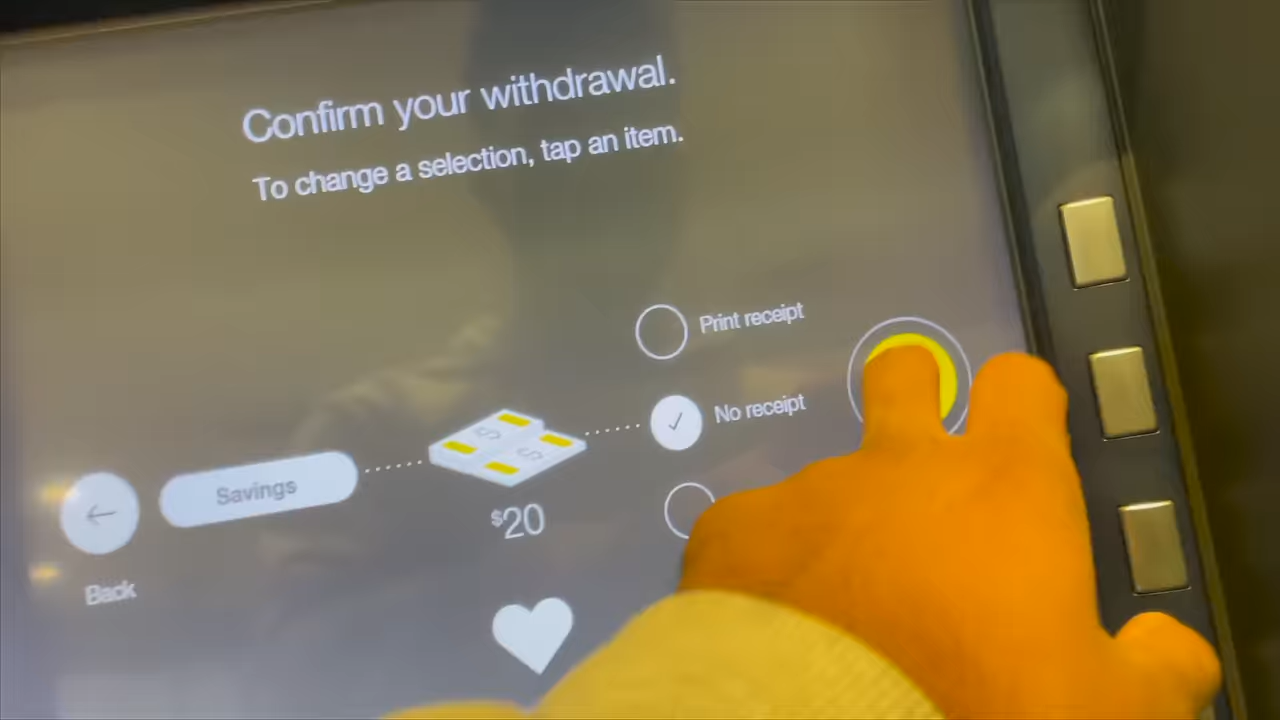 Confirm your withdrawal.
To change a selection, tap an item.
Print receipt
No receipt
Savings
$20
Back